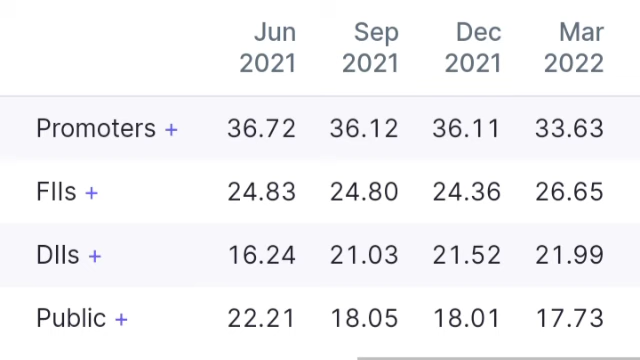 Jun Sep Dec Mar
2021 2021 2021 2022
Promoters + 36.72 36.12 36.11 33.63
FIIs + 24.83 24.80 24.36 26.65
DIIs + 16.24 21.03 21.52 21.99
Public + 22.21 18.05 18.01 17.73